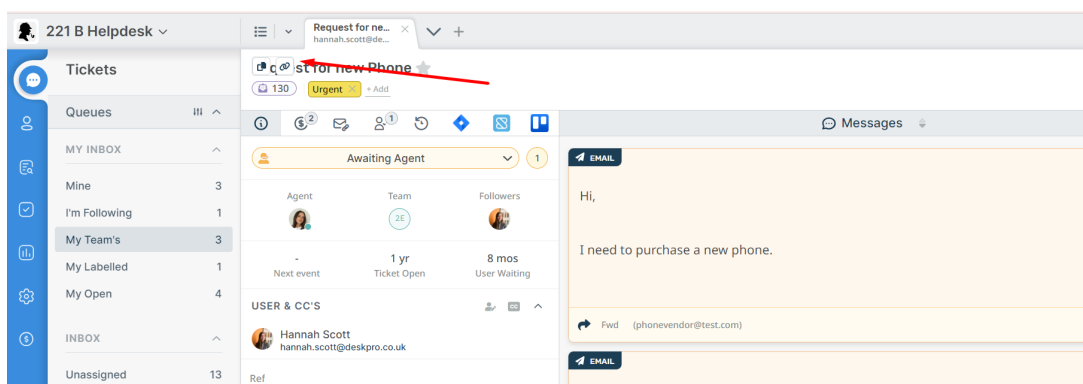 221 B Helpdesk
Request for ne...
hannah.scott@de...
Tickets
Queues
MY INBOX
Mine 3
I'm Following 1
My Team's 3
My Labelled 1
My Open 4
INBOX
Unassigned 13
quest for new Phone
130 Urgent × + Add
2
1
Messages
Awaiting Agent 1
Agent Team Followers
2E
- 1 yr 8 mos
Next event Ticket Open User Waiting
USER & CC'S CC
Hannah Scott
hannah.scott@deskpro.co.uk
Ref
EMAIL
Hi,
I need to purchase a new phone.
Fwd (phonevendor@test.com)
EMAIL